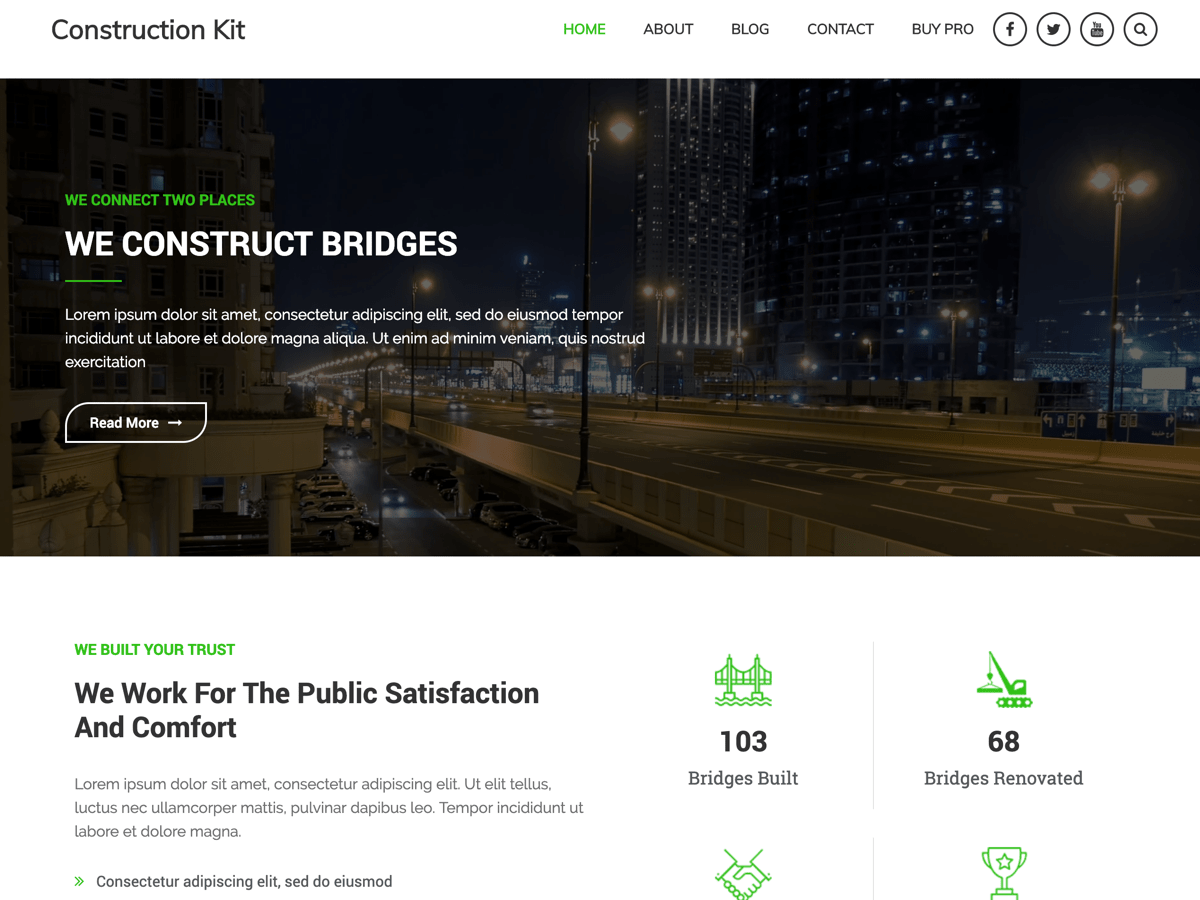 Construction Kit
HOME
ABOUT
BLOG
CONTACT
BUY PRO
You
Tube
WE CONNECT TWO PLACES
WE CONSTRUCT BRIDGES
Lorem ipsum dolor sit amet, consectetur adipiscing elit, sed do eiusmod tempor
incididunt ut labore et dolore magna aliqua. Ut enim ad minim veniam, quis nostrud
exercitation
Read More
WE BUILT YOUR TRUST
We Work For The Public Satisfaction
And Comfort
Lorem ipsum dolor sit amet, consectetur adipiscing elit. Ut elit tellus,
luctus nec ullamcorper mattis, pulvinar dapibus leo. Tempor incididunt ut
labore et dolore magna.
Consectetur adipiscing elit, sed do eiusmod
103
Bridges Built
68
Bridges Renovated